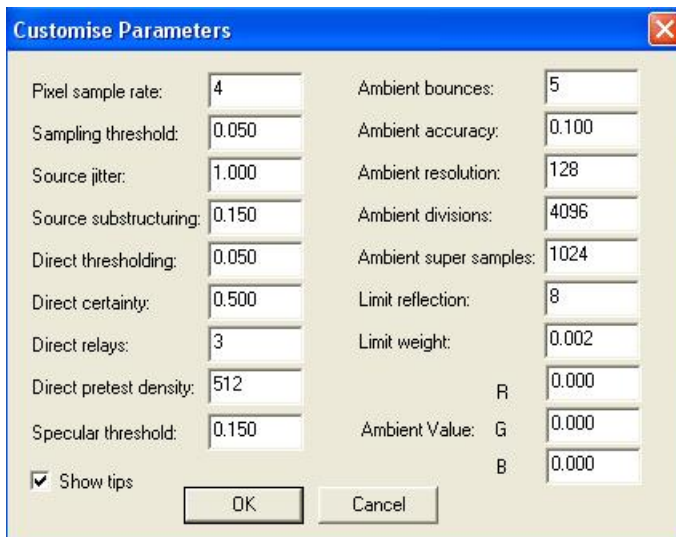 Customise Parameters
Pixel sample rate: 4
Sampling threshold: 0.050
Source jitter: 1.000
Source substructuring: 0.150
Direct thresholding: 0.050
Direct certainty: 0.500
Direct relays: 3
Direct pretest density: 512
Specular threshold: 0.150
Show tips
Ambient bounces: 5
Ambient accuracy: 0.100
Ambient resolution: 128
Ambient divisions: 4096
Ambient super samples: 1024
Limit reflection: 8
Limit weight: 0.002
R 0.000
Ambient Value: G 0.000
B 0.000
OK Cancel